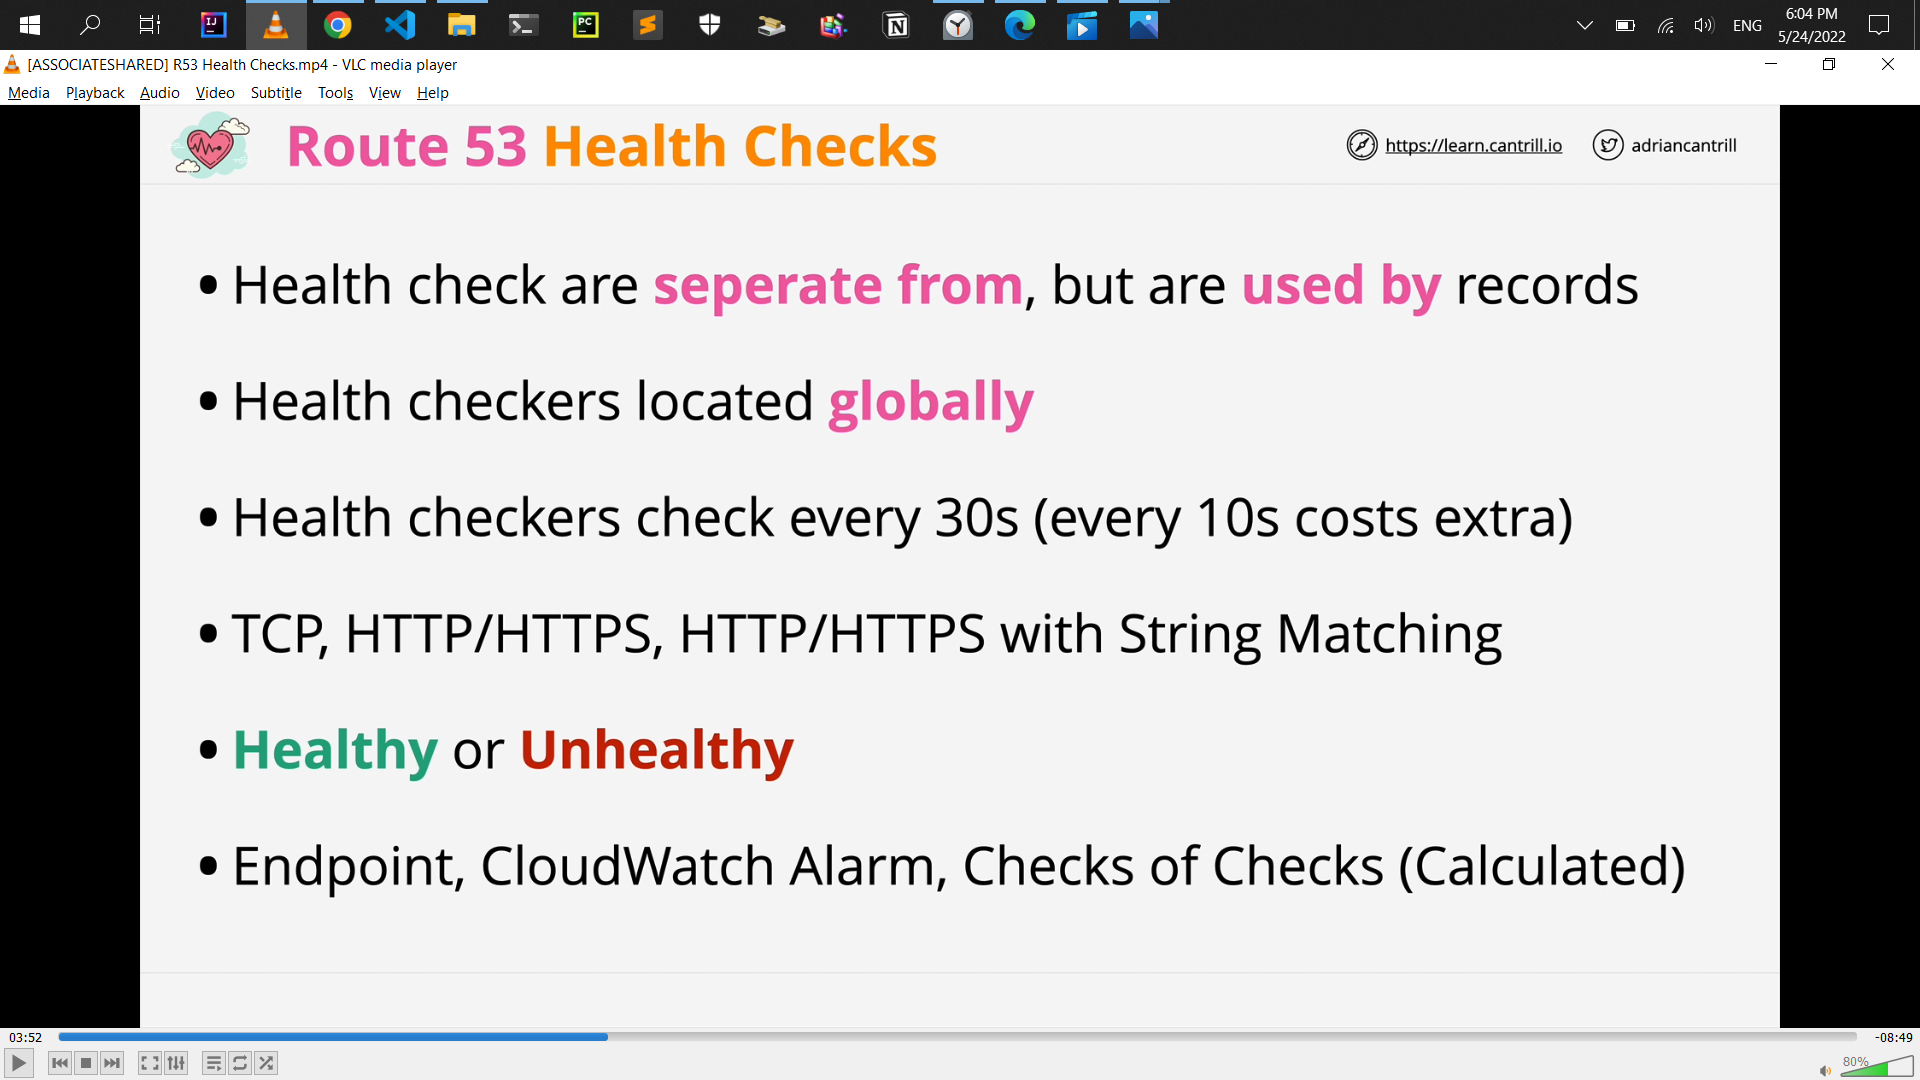 IJ
PC
N
ENG
6:04 PM
5/24/2022
[ASSOCIATESHARED] R53 Health Checks.mp4 - VLC media player
Media Playback Audio Video Subtitle Tools View Help
Route 53 Health Checks
https://learn.cantrill.io
adriancantrill
• Health check are seperate from, but are used by records
• Health checkers located globally
• Health checkers check every 30s (every 10s costs extra)
• TCP, HTTP/HTTPS, HTTP/HTTPS with String Matching
• Healthy or Unhealthy
• Endpoint, CloudWatch Alarm, Checks of Checks (Calculated)
03:52
-08:49
80%